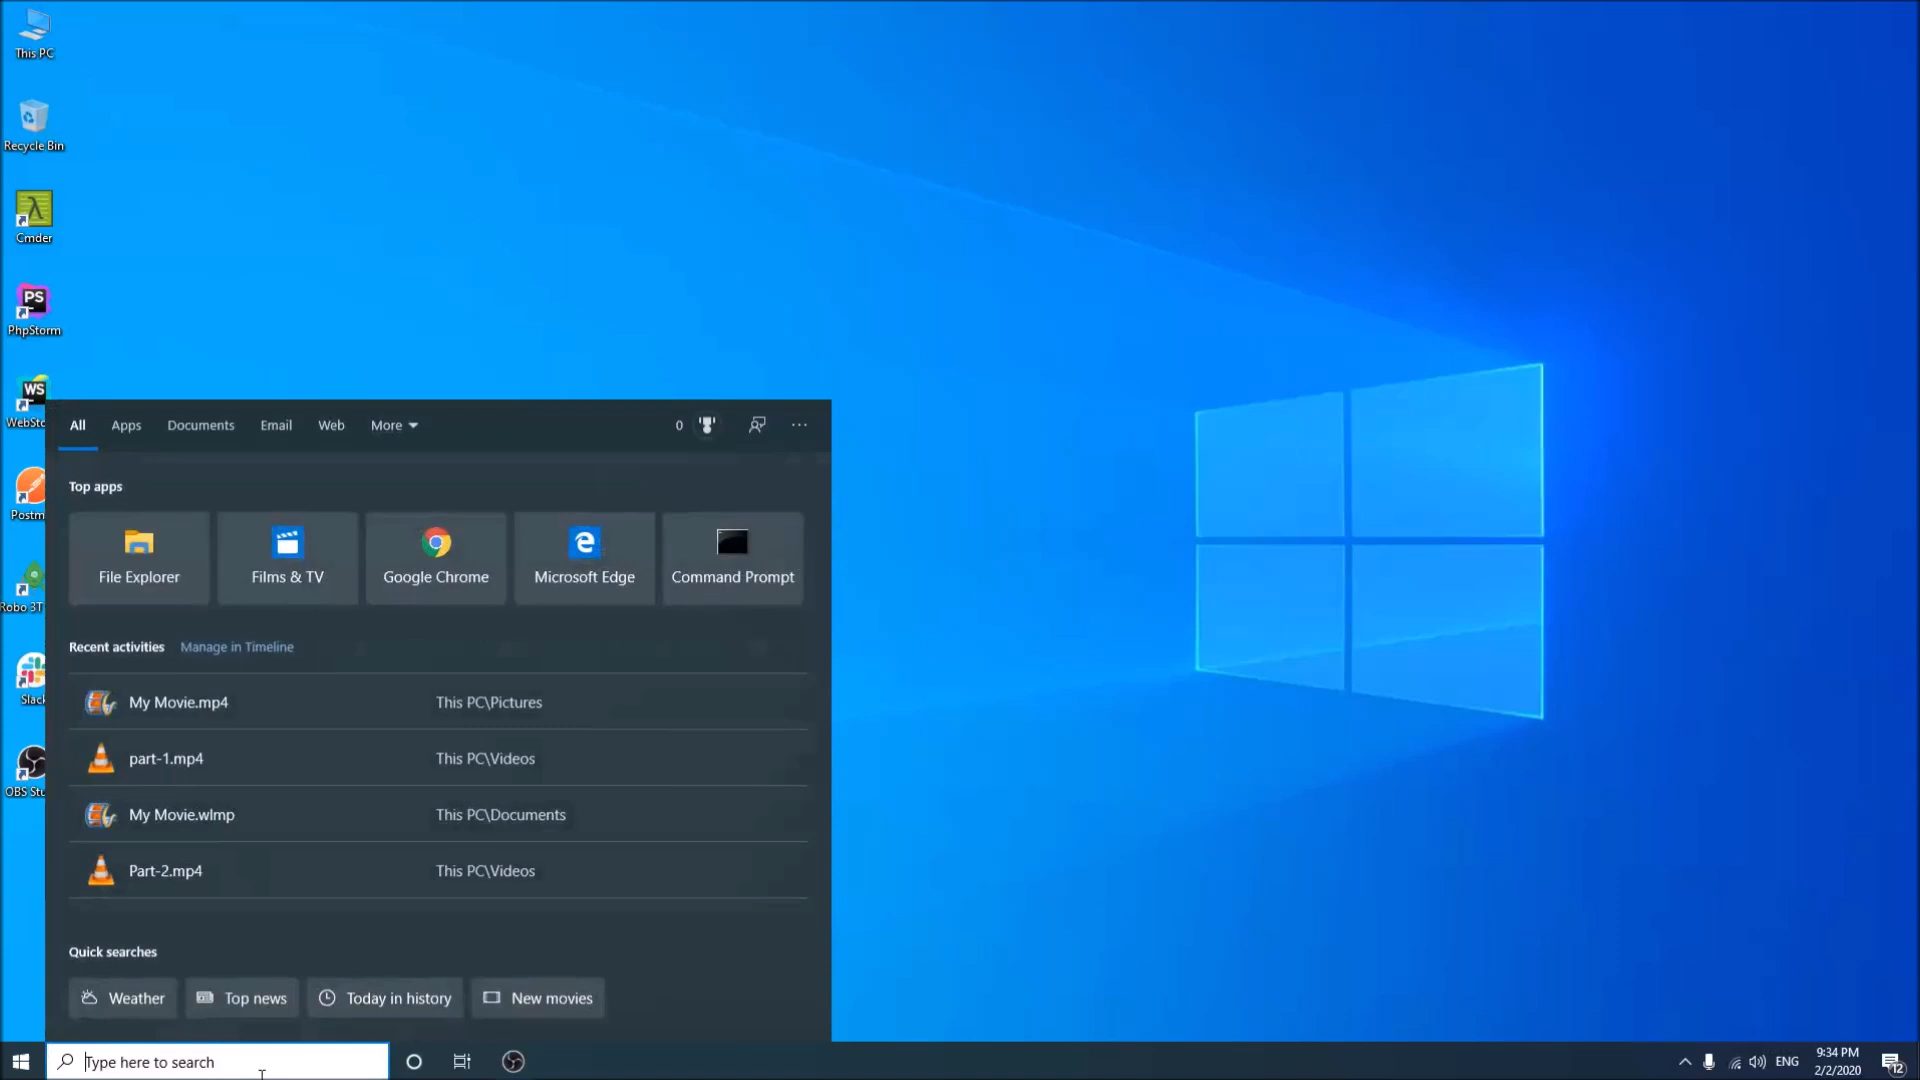 This PC
Recycle Bin
Cmder
PS
PhpStorm
WS
WebSto
Postm
Robo 3T
Slack
OBS Stu
All Apps Documents Email Web More 0
Top apps
File Explorer Films & TV Google Chrome Microsoft Edge Command Prompt
Recent activities Manage in Timeline
My Movie.mp4 This PC\Pictures
part-1.mp4 This PC\Videos
My Movie.wlmp This PC\Documents
Part-2.mp4 This PC\Videos
Quick searches
Weather Top news Today in history New movies
Type here to search
ENG
9:34 PM
2/2/2020
12